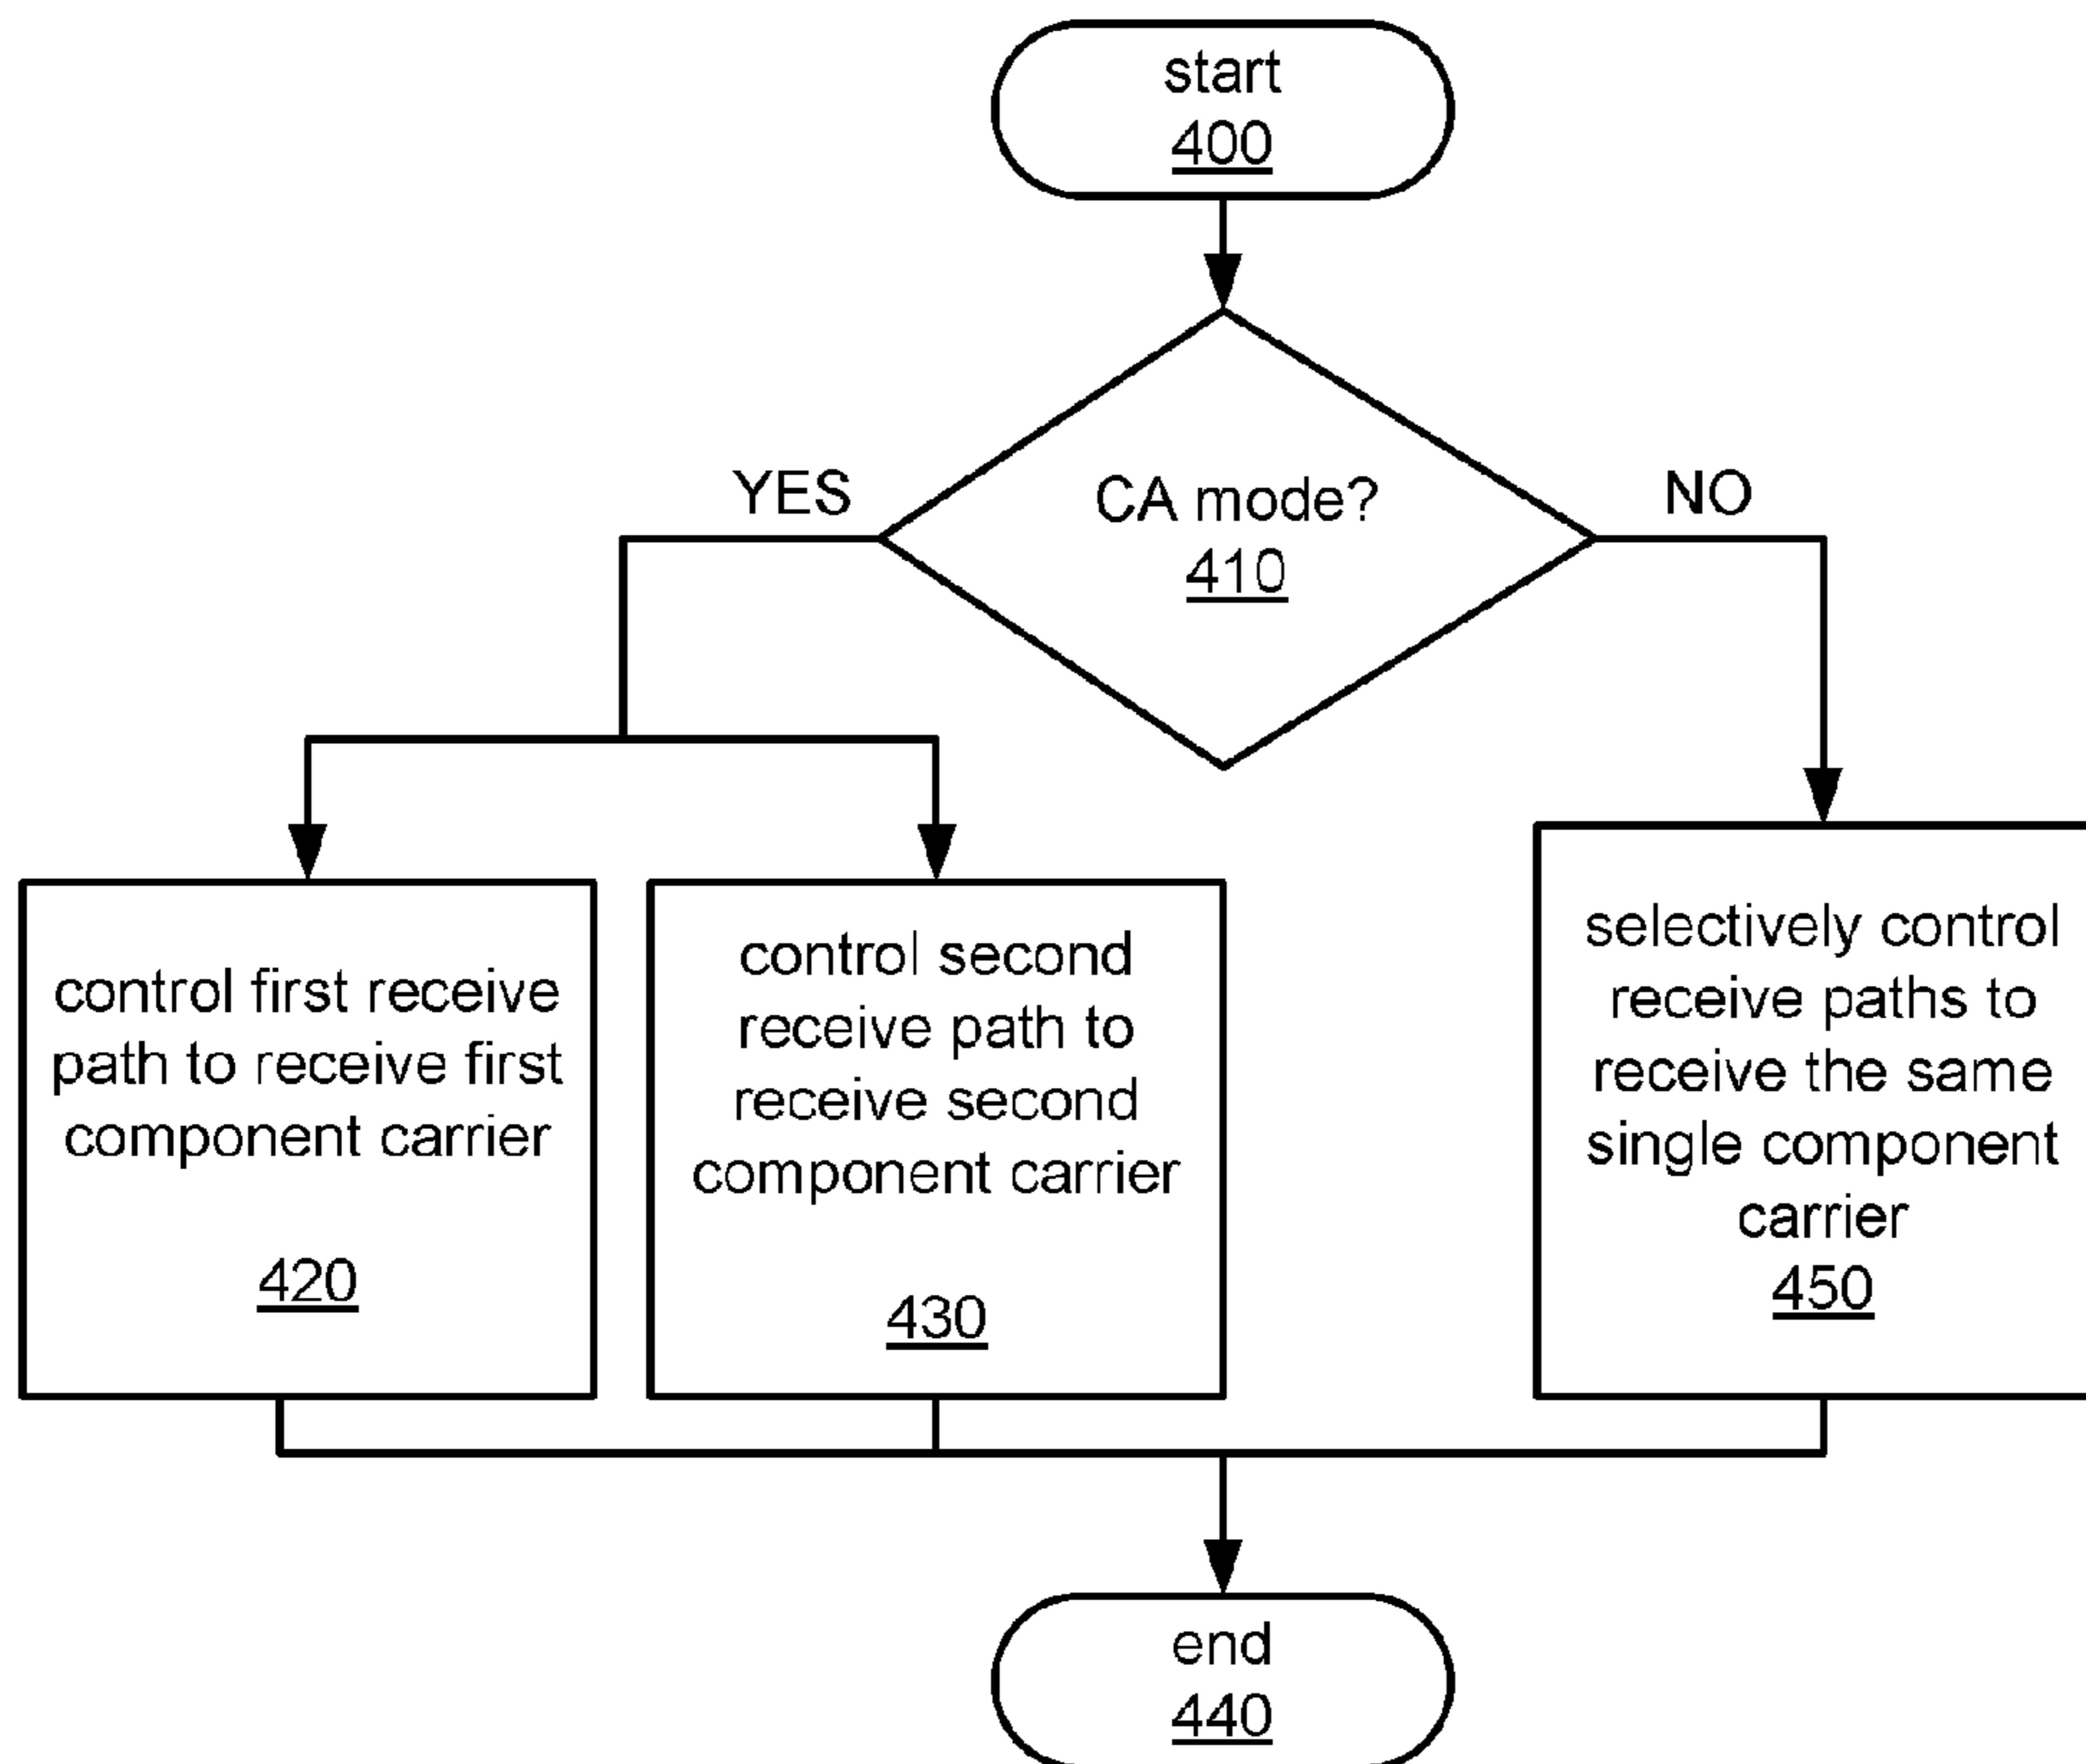 start
400
CA mode?
410
YES
NO
control first receive
path to receive first
component carrier
420
control second
receive path to
receive second
component carrier
430
selectively control
receive paths to
receive the same
single component
carrier
450
end
440